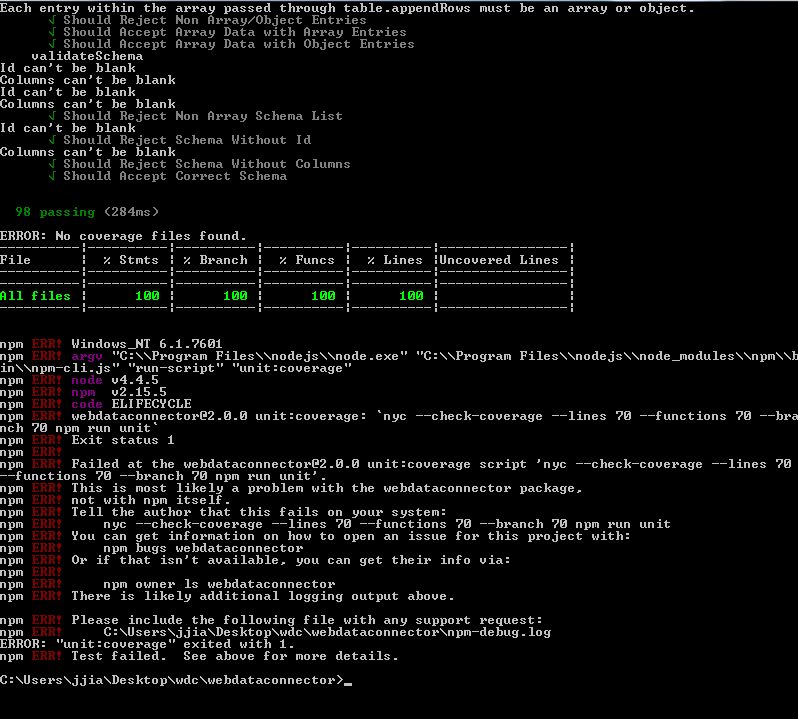 Each entry within the array passed through table.appendRows must be an array or object.
√ Should Reject Non Array/Object Entries
√ Should Accept Array Data with Array Entries
√ Should Accept Array Data with Object Entries
validateSchema
Id can't be blank
Columns can't be blank
Id can't be blank
Columns can't be blank
√ Should Reject Non Array Schema List
Id can't be blank
√ Should Reject Schema Without Id
Columns can't be blank
√ Should Reject Schema Without Columns
√ Should Accept Correct Schema
98 passing (284ms)
ERROR: No coverage files found.
----------|----------|----------|----------|----------|----------------|
File      |  % Stmts | % Branch |  % Funcs |  % Lines |Uncovered Lines |
----------|----------|----------|----------|----------|----------------|
----------|----------|----------|----------|----------|----------------|
All files |      100 |      100 |      100 |      100 |                |
----------|----------|----------|----------|----------|----------------|
npm ERR! Windows_NT 6.1.7601
npm ERR! argv "C:\\Program Files\\nodejs\\node.exe" "C:\\Program Files\\nodejs\\node_modules\\npm\\b
in\\npm-cli.js" "run-script" "unit:coverage"
npm ERR! node v4.4.5
npm ERR! npm  v2.15.5
npm ERR! code ELIFECYCLE
npm ERR! webdataconnector@2.0.0 unit:coverage: `nyc --check-coverage --lines 70 --functions 70 --bra
nch 70 npm run unit`
npm ERR! Exit status 1
npm ERR!
npm ERR! Failed at the webdataconnector@2.0.0 unit:coverage script 'nyc --check-coverage --lines 70
--functions 70 --branch 70 npm run unit'.
npm ERR! This is most likely a problem with the webdataconnector package,
npm ERR! not with npm itself.
npm ERR! Tell the author that this fails on your system:
npm ERR!     nyc --check-coverage --lines 70 --functions 70 --branch 70 npm run unit
npm ERR! You can get information on how to open an issue for this project with:
npm ERR!     npm bugs webdataconnector
npm ERR! Or if that isn't available, you can get their info via:
npm ERR!
npm ERR!     npm owner ls webdataconnector
npm ERR! There is likely additional logging output above.
npm ERR! Please include the following file with any support request:
npm ERR!     C:\Users\jjia\Desktop\wdc\webdataconnector\npm-debug.log
ERROR: "unit:coverage" exited with 1.
npm ERR! Test failed.  See above for more details.
C:\Users\jjia\Desktop\wdc\webdataconnector>_